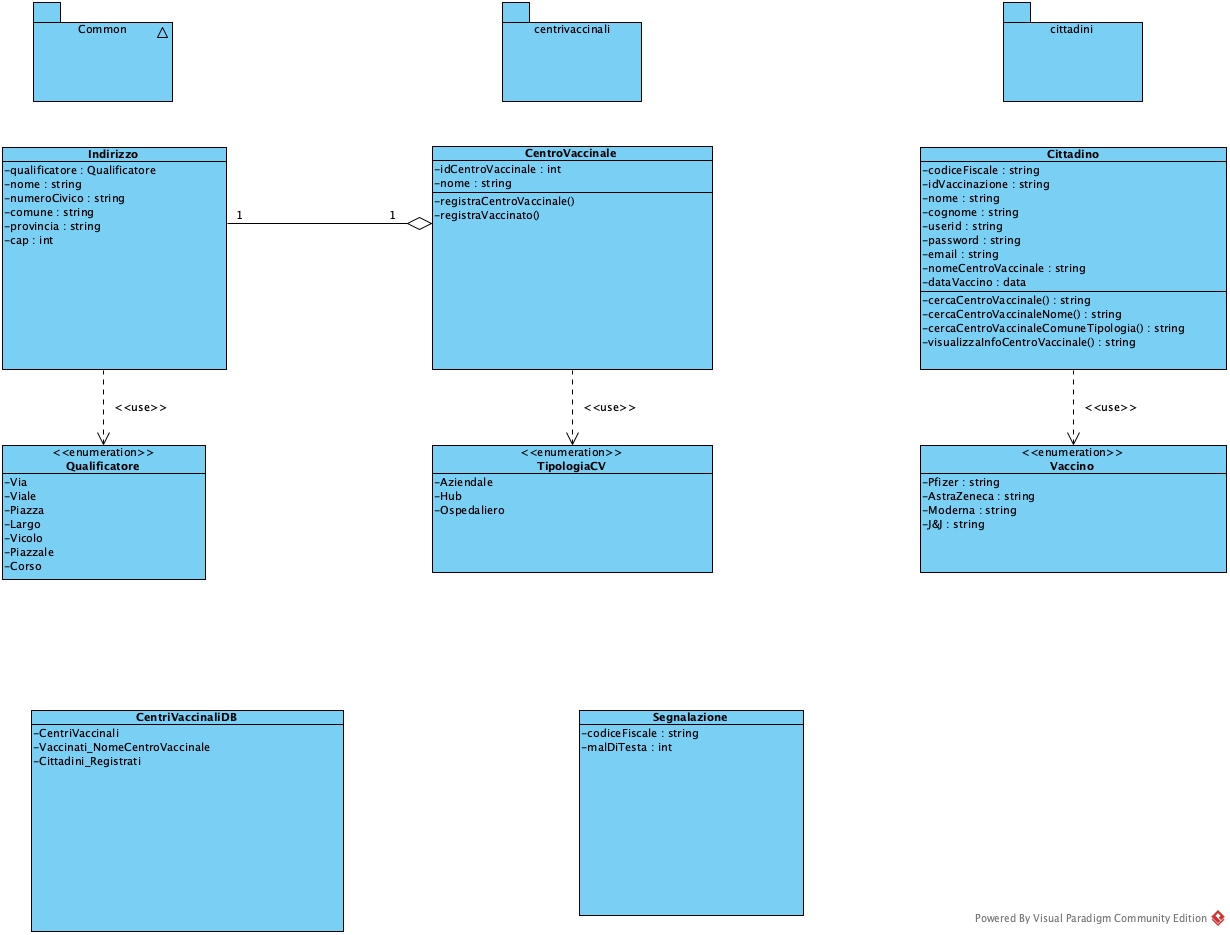 Common
centrivaccinali
cittadini
Indirizzo
-qualificatore : Qualificatore
-nome : string
-numeroCivico : string
-comune : string
-provincia : string
-cap : int
1
1
CentroVaccinale
-idCentroVaccinale : int
-nome : string
-registraCentroVaccinale()
-registraVaccinato()
Cittadino
-codiceFiscale : string
-idVaccinazione : string
-nome : string
-cognome : string
-userid : string
-password : string
-email : string
-nomeCentroVaccinale : string
-dataVaccino : data
-cercaCentroVaccinale() : string
-cercaCentroVaccinaleNome() : string
-cercaCentroVaccinaleComuneTipologia() : string
-visualizzaInfoCentroVaccinale() : string
<<use>>
<<use>>
<<use>>
<<enumeration>>
Qualificatore
-Via
-Viale
-Piazza
-Largo
-Vicolo
-Piazzale
-Corso
<<enumeration>>
TipologiaCV
-Aziendale
-Hub
-Ospedaliero
<<enumeration>>
Vaccino
-Pfizer : string
-AstraZeneca : string
-Moderna : string
-J&J : string
CentriVaccinaliDB
-CentriVaccinali
-Vaccinati_NomeCentroVaccinale
-Cittadini_Registrati
Segnalazione
-codiceFiscale : string
-malDiTesta : int
Powered By Visual Paradigm Community Edition